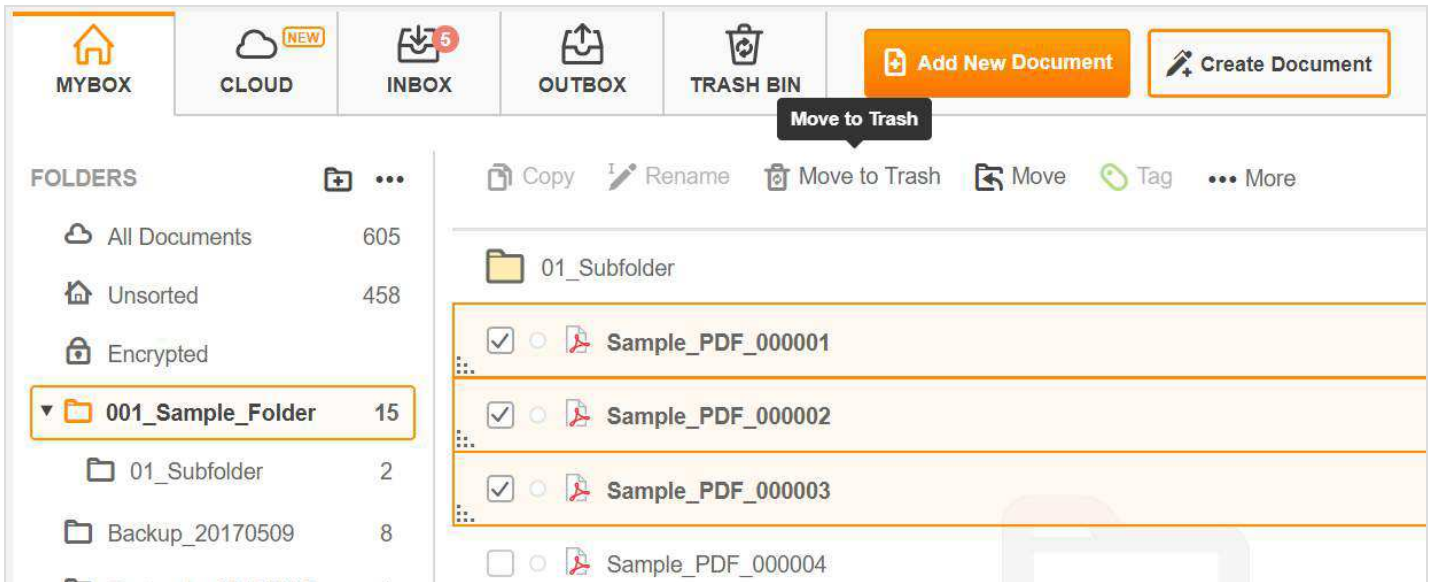 NEW
5
MYBOX
CLOUD
INBOX
OUTBOX
TRASH BIN
Add New Document
Create Document
Move to Trash
FOLDERS
Copy
Rename
Move to Trash
Move
Tag
••• More
All Documents 605
Unsorted 458
Encrypted
001_Sample_Folder 15
01_Subfolder 2
Backup_20170509 8
01_Subfolder
Sample_PDF_000001
Sample_PDF_000002
Sample_PDF_000003
Sample_PDF_000004